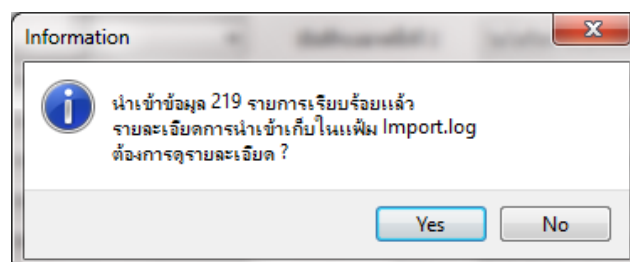 Information
นำเข้าข้อมูล 219 รายการเรียบร้อยแล้ว
รายละเอียดการนำเข้าเก็บในแฟ้ม Import.log
ต้องการดูรายละเอียด ?
Yes
No